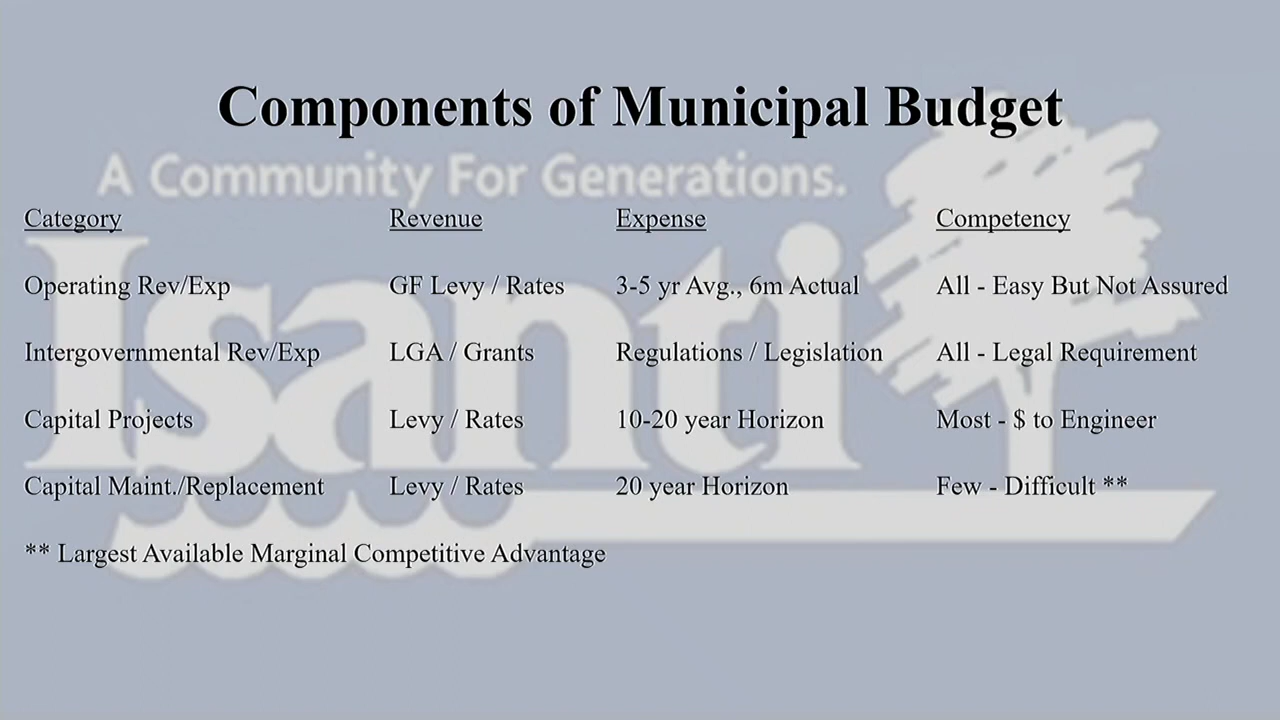 Components of Municipal Budget
A Community For Generations.
Isanti
Category Revenue Expense Competency
Operating Rev/Exp GF Levy / Rates 3-5 yr Avg., 6m Actual All - Easy But Not Assured
Intergovernmental Rev/Exp LGA / Grants Regulations / Legislation All - Legal Requirement
Capital Projects Levy / Rates 10-20 year Horizon Most - $ to Engineer
Capital Maint./Replacement Levy / Rates 20 year Horizon Few - Difficult **
** Largest Available Marginal Competitive Advantage